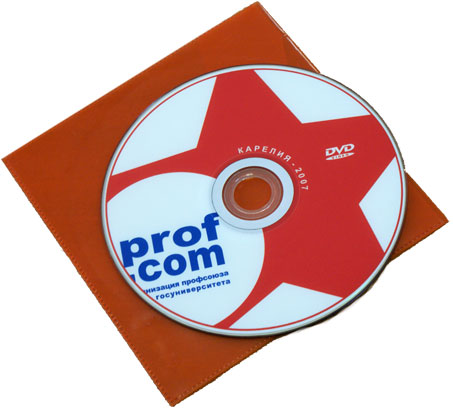 КАРЕЛИЯ - 2007
DVD
VIDEO
prof
.com
низация профсоюза
госуниверситета